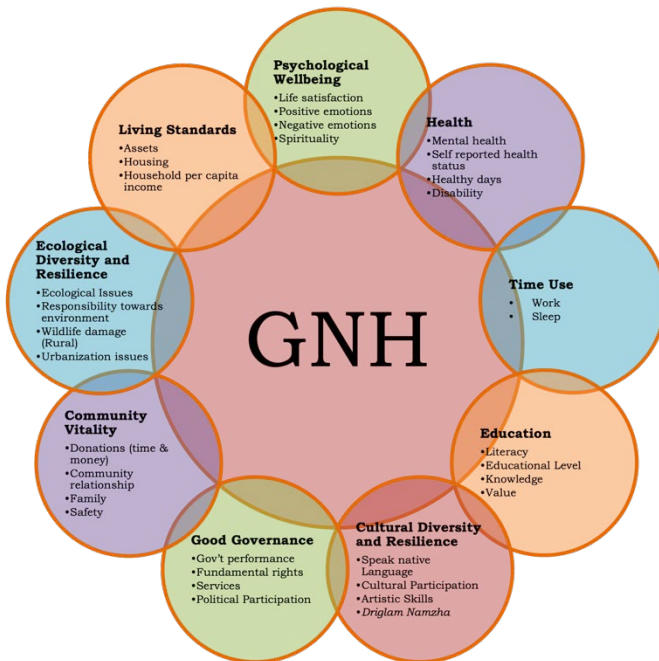 Psychological
Wellbeing
•Life satisfaction
•Positive emotions
•Negative emotions
•Spirituality
Health
•Mental health
•Self reported health
status
•Healthy days
•Disability
Time Use
• Work
• Sleep
Education
•Literacy
•Educational Level
•Knowledge
•Value
Cultural Diversity
and Resilience
•Speak native
Language
•Cultural Participation
•Artistic Skills
•Driglam Namzha
Good Governance
•Gov't performance
•Fundamental rights
•Services
•Political Participation
Community
Vitality
•Donations (time &
money)
•Community
relationship
•Family
•Safety
Ecological
Diversity and
Resilience
•Ecological Issues
•Responsibility towards
environment
•Wildlife damage
(Rural)
•Urbanization issues
Living Standards
•Assets
•Housing
•Household per capita
income
GNH